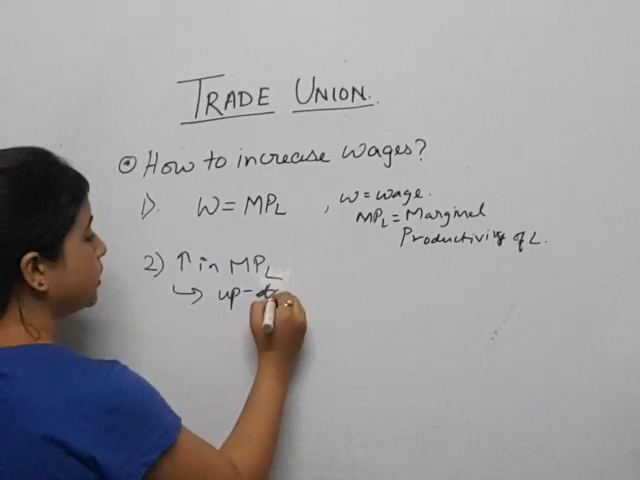 TRADE UNION.
How to increase wages?
1). W = MPL , W = wage.
MPL = Marginal
Productivity of L.
2) ↑ in MPL
↳ up-